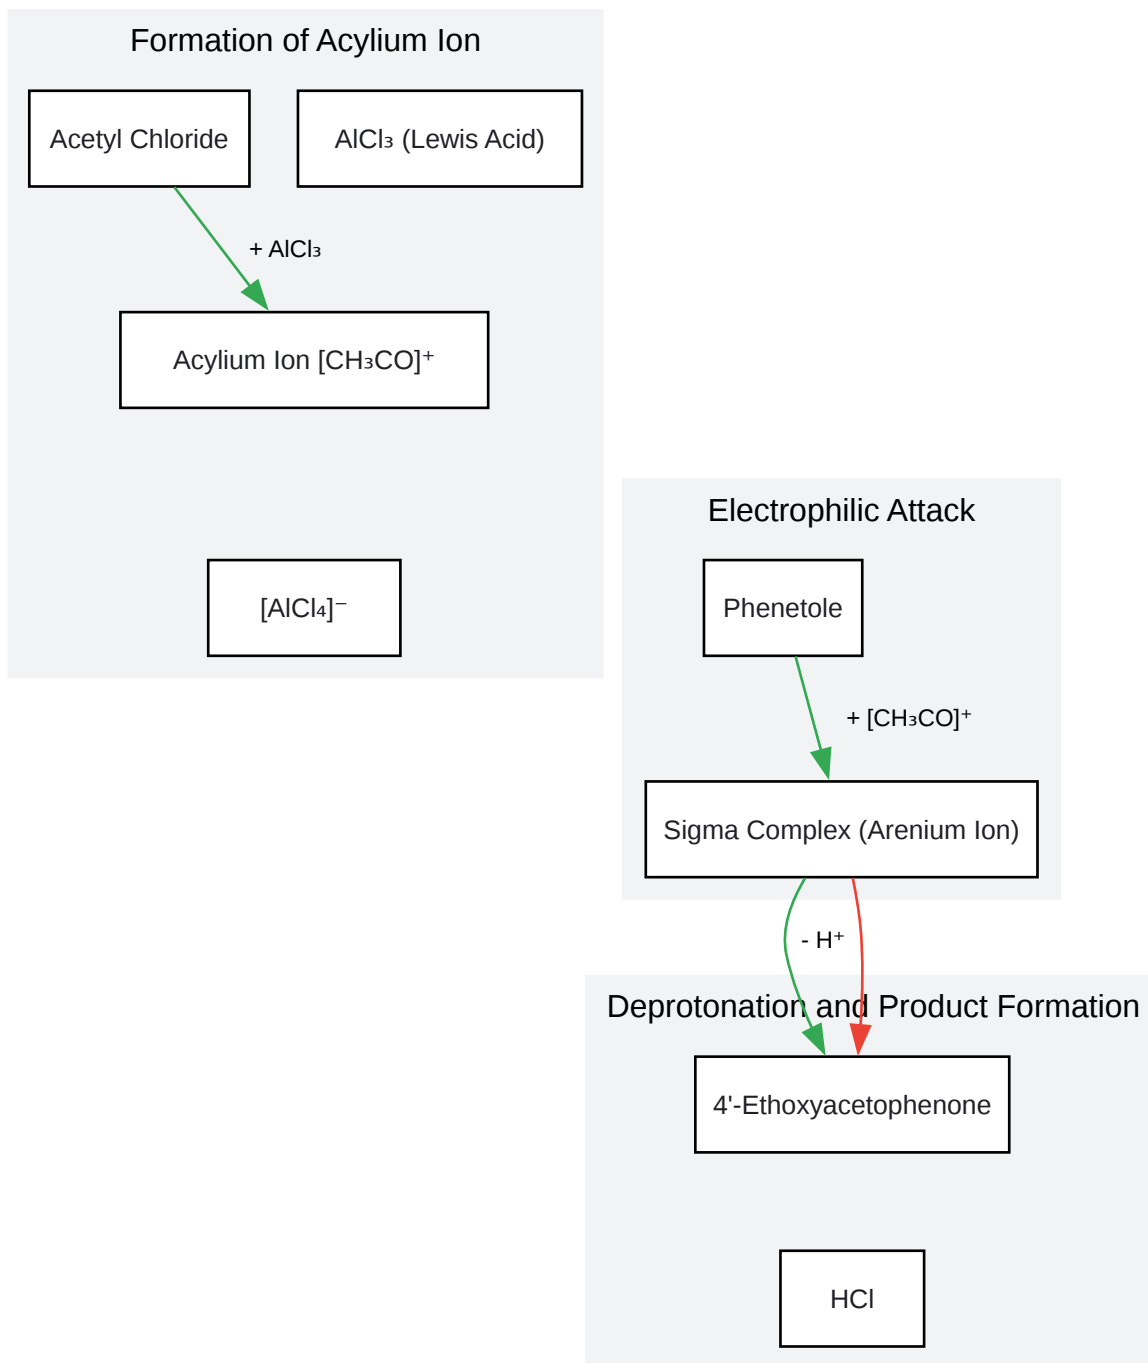 Formation of Acylium Ion
Acetyl Chloride
AlCl₃ (Lewis Acid)
+ AlCl₃
Acylium Ion [CH₃CO]⁺
[AlCl₄]⁻
Electrophilic Attack
Phenetole
+ [CH₃CO]⁺
Sigma Complex (Arenium Ion)
- H⁺
Deprotonation and Product Formation
4'-Ethoxyacetophenone
HCl